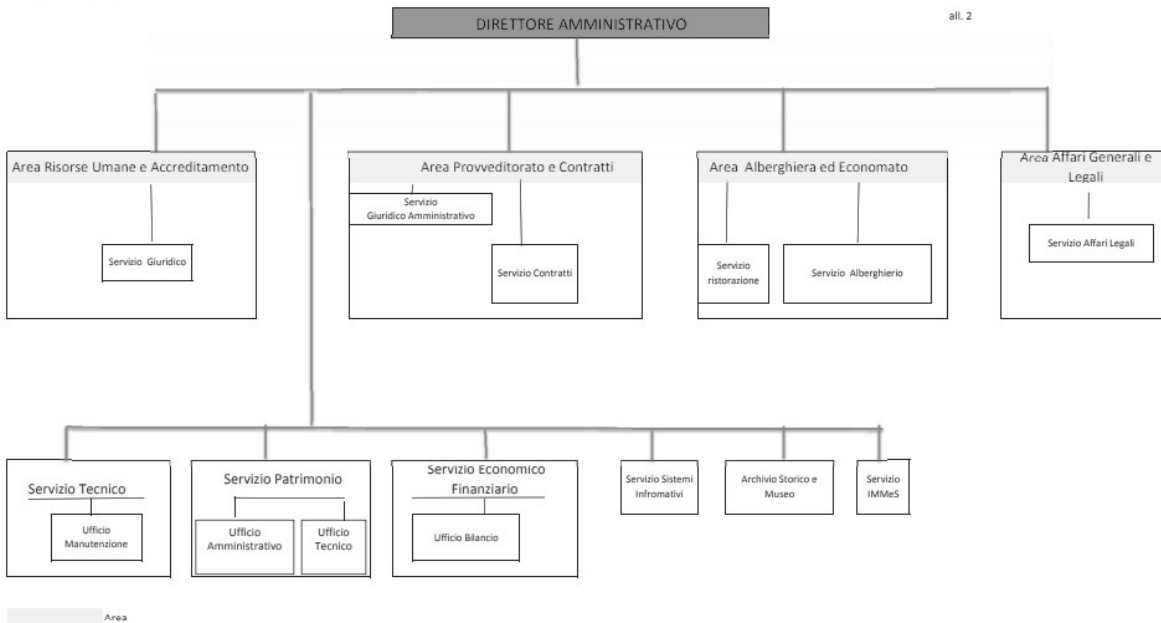 DIRETTORE AMMINISTRATIVO
all. 2
Area Risorse Umane e Accreditamento
Area Provveditorato e Contratti
Area Alberghiera ed Economato
Area Affari Generali e
Legali
Servizio
Giuridico Amministrativo
Servizio Giuridico
Servizio Contratti
Servizio
ristorazione
Servizio Alberghierio
Servizio Affari Legali
Servizio Tecnico
Ufficio
Manutenzione
Servizio Patrimonio
Ufficio
Amministrativo
Ufficio
Tecnico
Servizio Economico
Finanziario
Ufficio Bilancio
Servizio Sistemi
Infromativi
Archivio Storico e
Museo
Servizio
IMMeS
Area